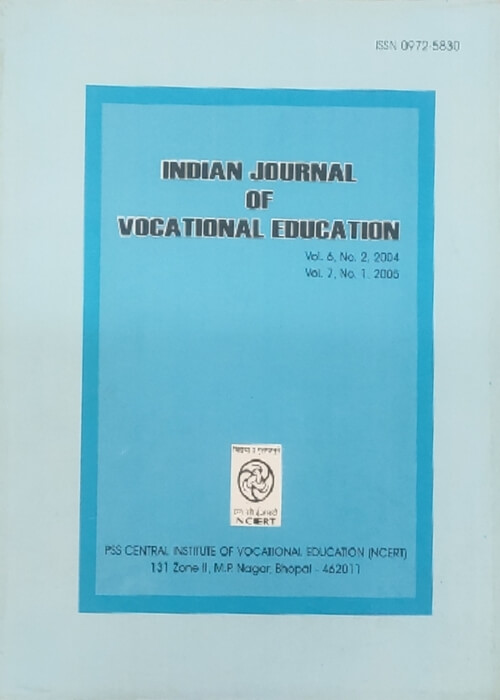 ISSN 0972-5830
INDIAN JOURNAL
OF
VOCATIONAL EDUCATION
Vol. 6, No. 2, 2004
Vol. 7, No. 1, 2005
NCERT
PSS CENTRAL INSTITUTE OF VOCATIONAL EDUCATION (NCERT)
131 Zone II, M.P. Nagar, Bhopal - 462011